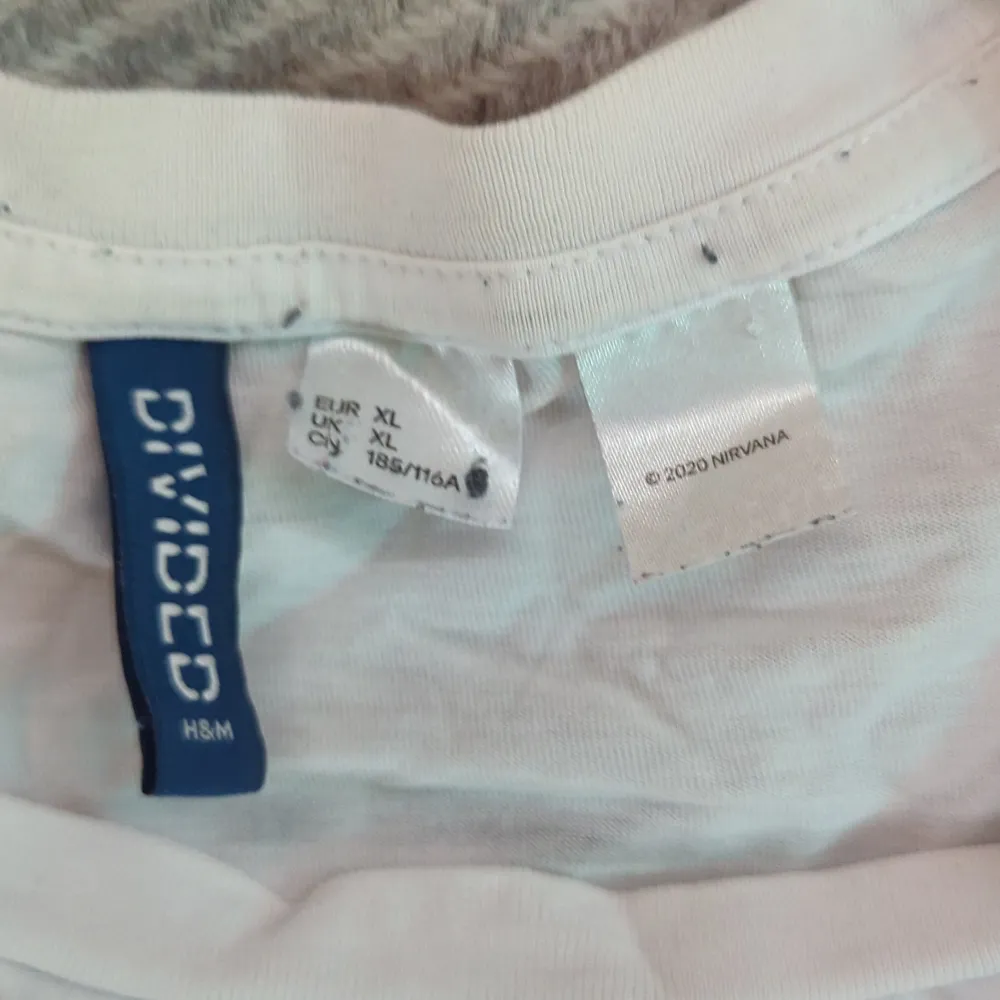 DIVIDED
H&M
EUR XL
UK XL
CN 185/116A
© 2020 NIRVANA